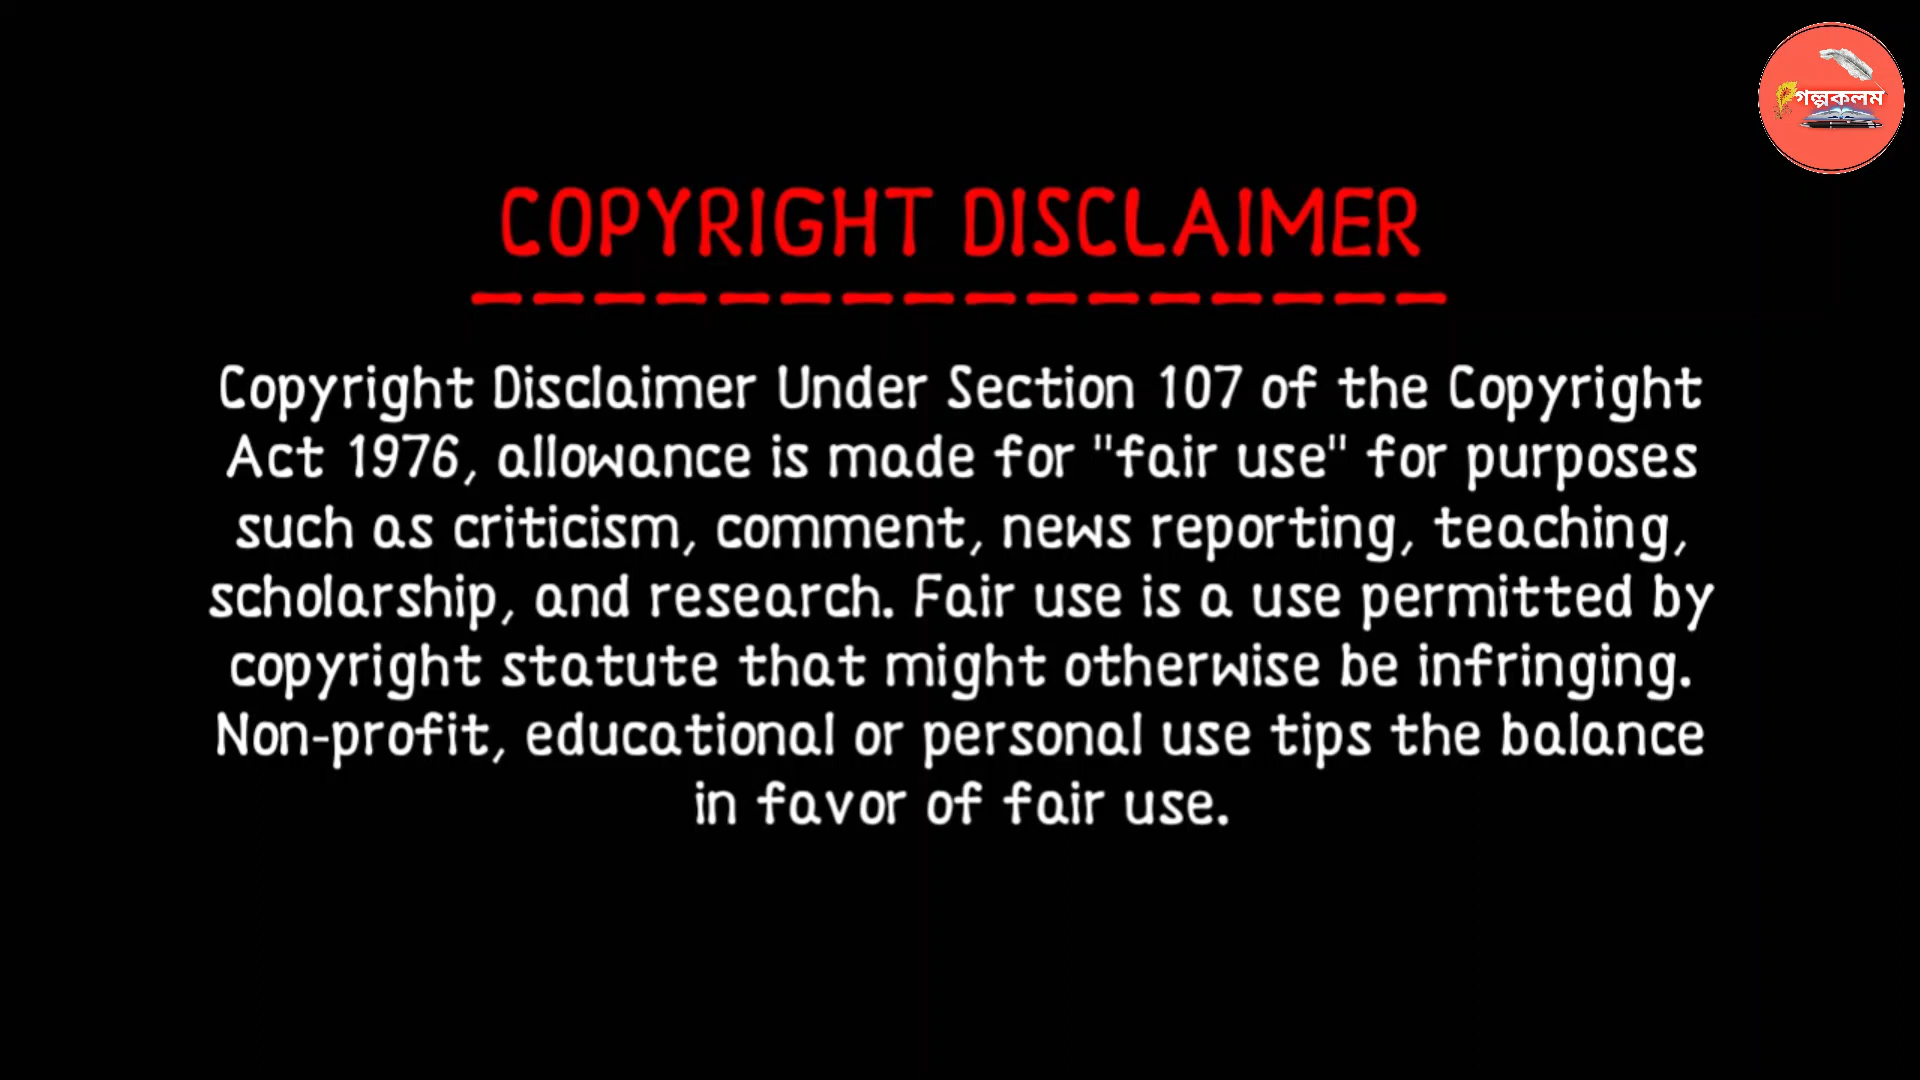 গল্পকলম
COPYRIGHT DISCLAIMER
Copyright Disclaimer Under Section 107 of the Copyright
Act 1976, allowance is made for "fair use" for purposes
such as criticism, comment, news reporting, teaching,
scholarship, and research. Fair use is a use permitted by
copyright statute that might otherwise be infringing.
Non-profit, educational or personal use tips the balance
in favor of fair use.